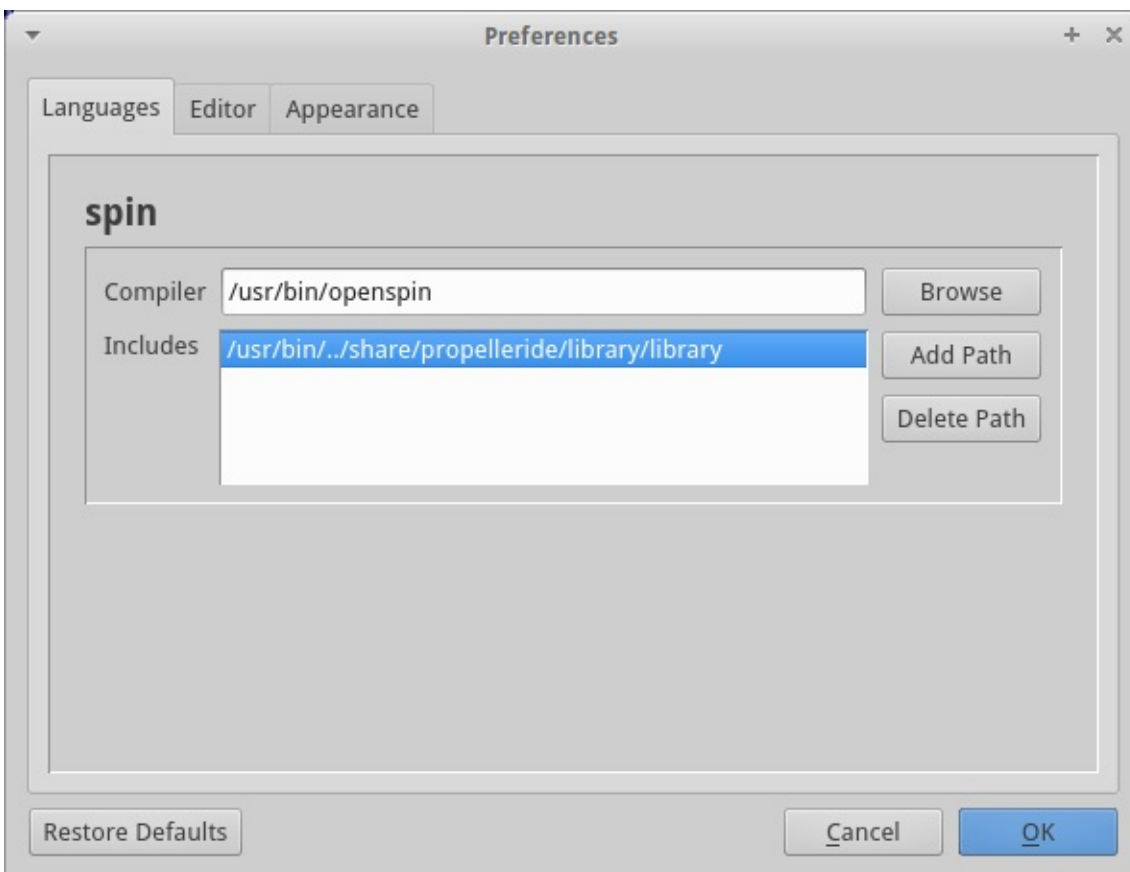 Preferences
Languages Editor Appearance
spin
Compiler /usr/bin/openspin Browse
Includes /usr/bin/../share/propelleride/library/library Add Path
Delete Path
Restore Defaults Cancel OK